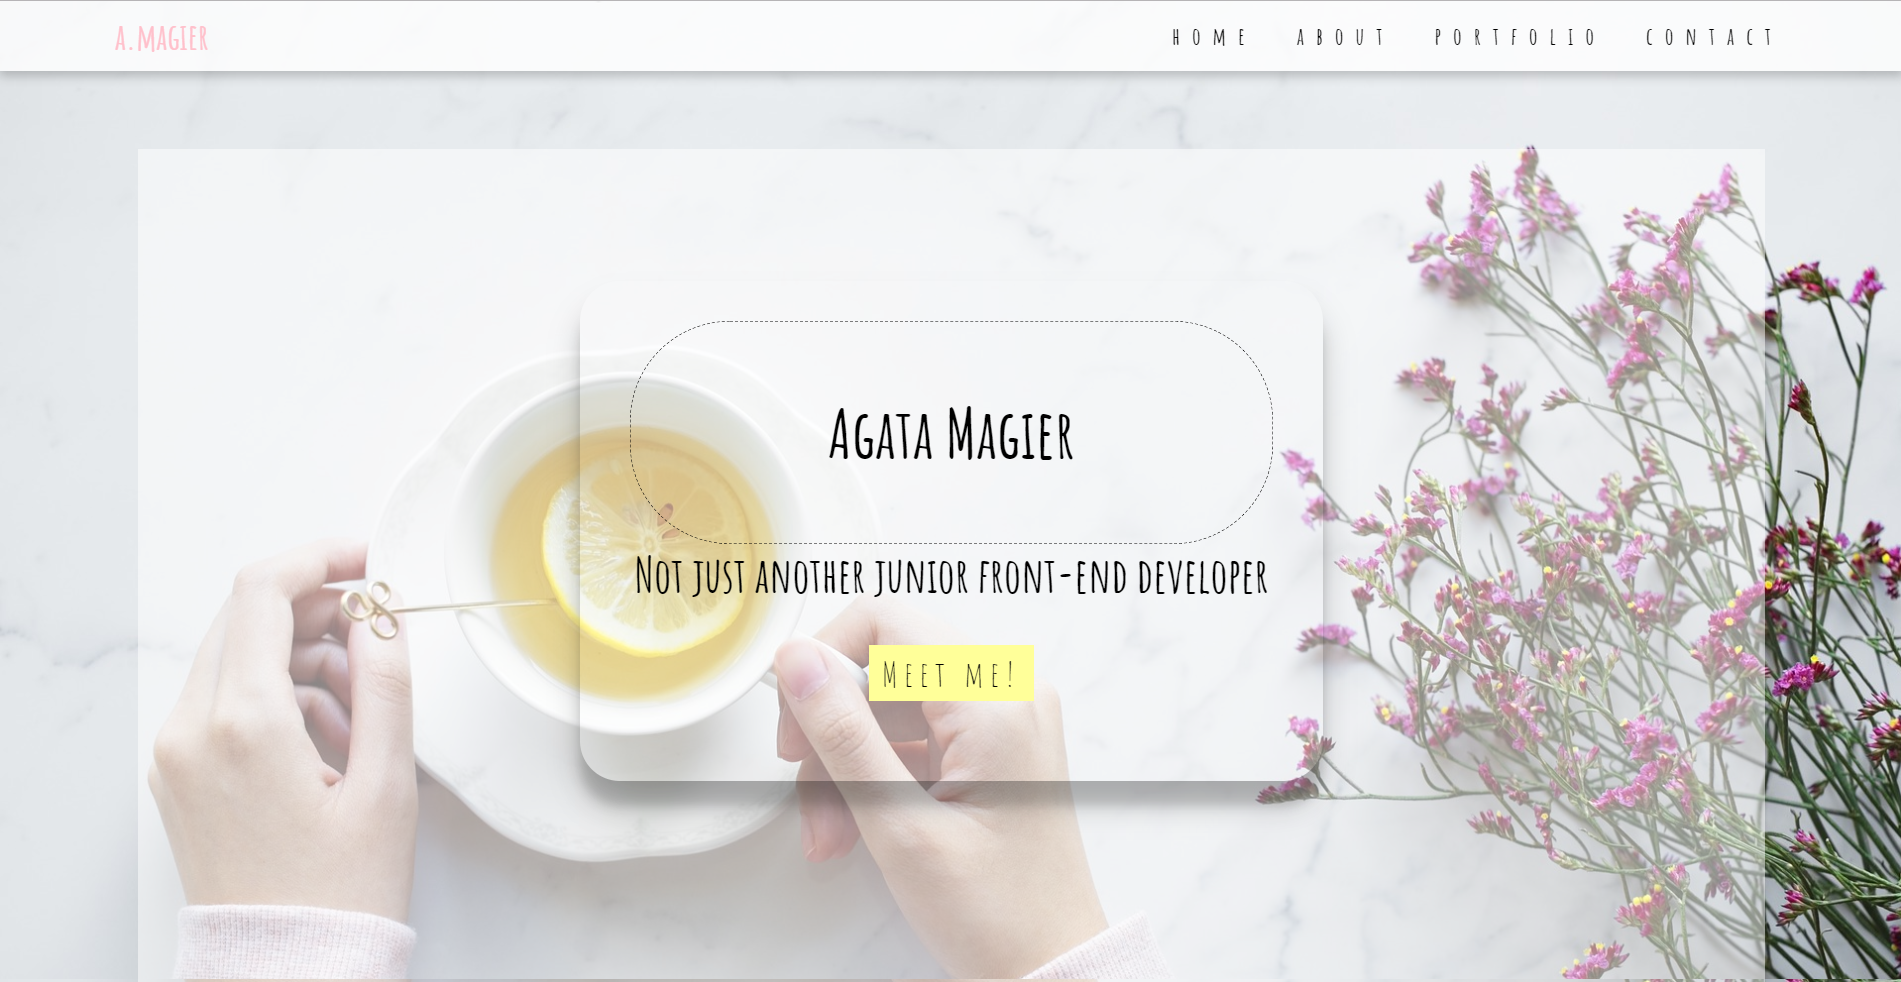 A.MAGIER
HOME ABOUT PORTFOLIO CONTACT
Agata Magier
Not just another junior front-end developer
Meet me!